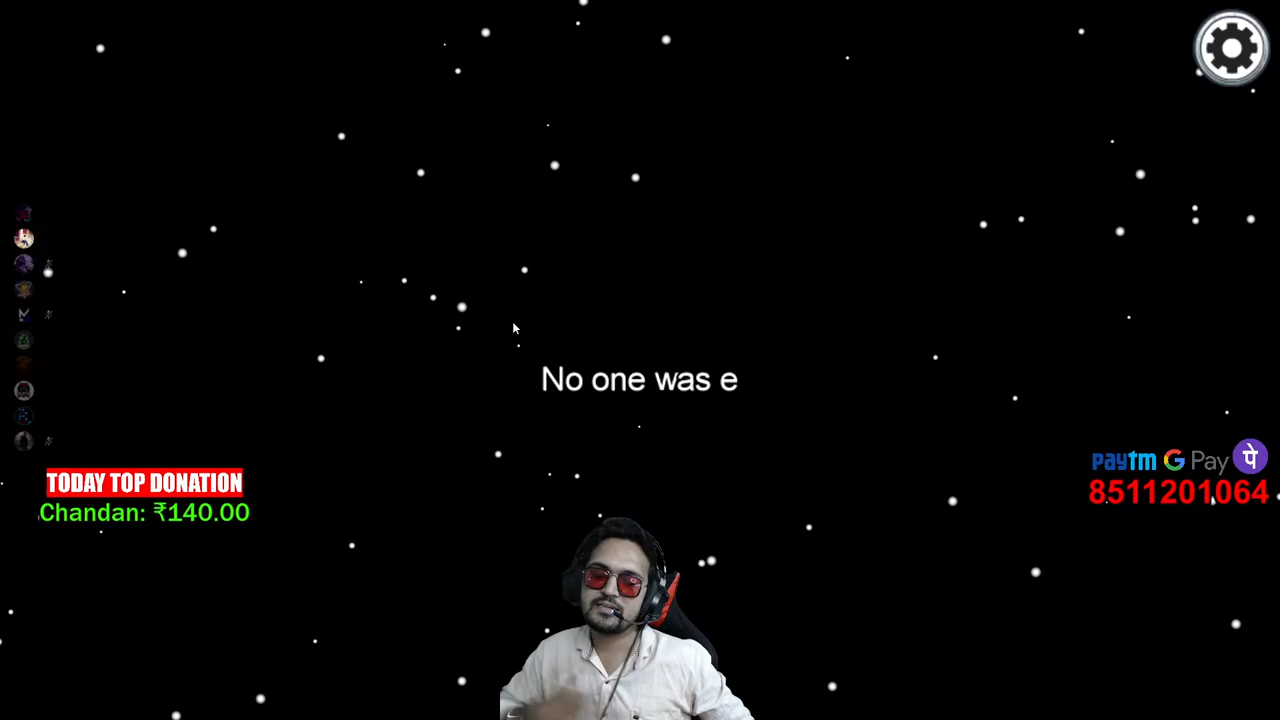 No one was e
TODAY TOP DONATION
Chandan: ₹140.00
paytm G Pay पे
8511201064